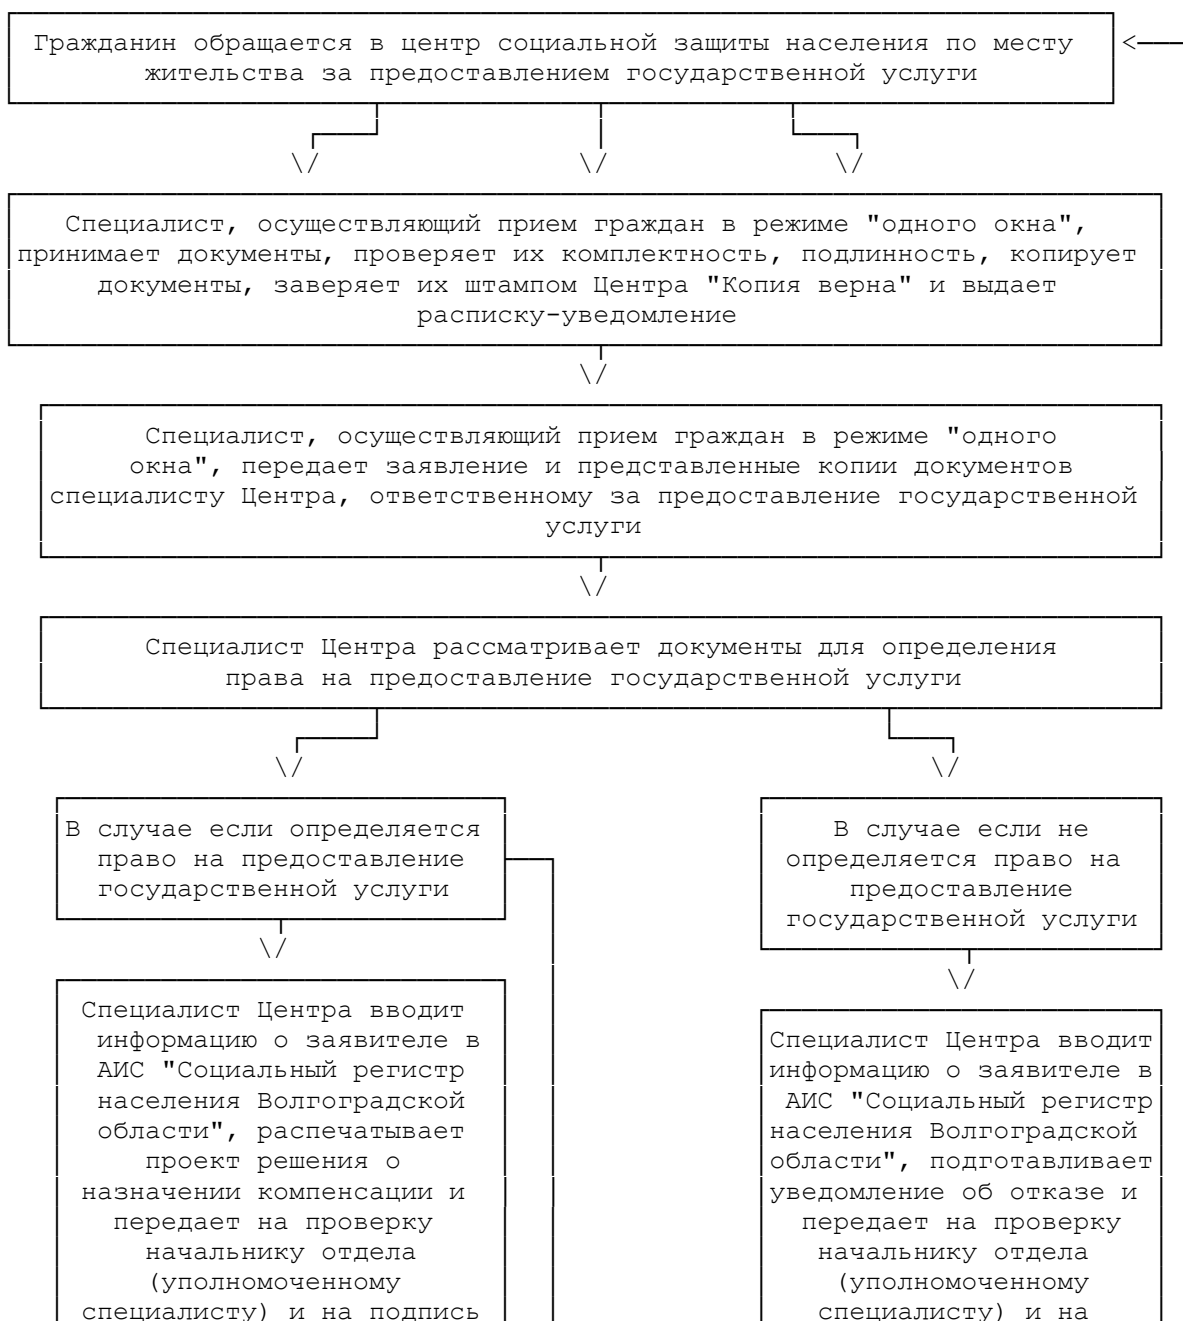 Гражданин обращается в центр социальной защиты населения по месту
жительства за предоставлением государственной услуги
Специалист, осуществляющий прием граждан в режиме "одного окна",
принимает документы, проверяет их комплектность, подлинность, копирует
документы, заверяет их штампом Центра "Копия верна" и выдает
расписку-уведомление
Специалист, осуществляющий прием граждан в режиме "одного
окна", передает заявление и представленные копии документов
специалисту Центра, ответственному за предоставление государственной
услуги
Специалист Центра рассматривает документы для определения
права на предоставление государственной услуги
В случае если определяется
право на предоставление
государственной услуги
В случае если не
определяется право на
предоставление
государственной услуги
Специалист Центра вводит
информацию о заявителе в
АИС "Социальный регистр
населения Волгоградской
области", распечатывает
проект решения о
назначении компенсации и
передает на проверку
начальнику отдела
(уполномоченному
специалисту) и на подпись
Специалист Центра вводит
информацию о заявителе в
АИС "Социальный регистр
населения Волгоградской
области", подготавливает
уведомление об отказе и
передает на проверку
начальнику отдела
(уполномоченному
специалисту) и на